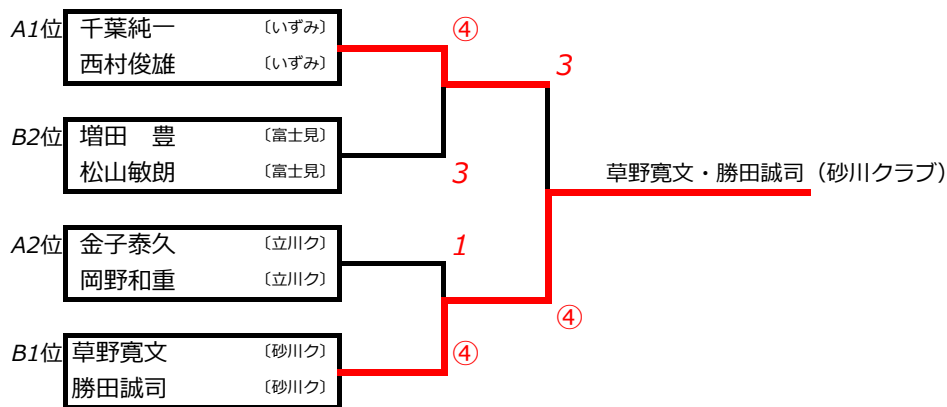 A1位 千葉純一 〔いずみ〕 ④
西村俊雄 〔いずみ〕
3
B2位 増田　豊 〔富士見〕
松山敏朗 〔富士見〕 3
草野寛文・勝田誠司（砂川クラブ）
A2位 金子泰久 〔立川ク〕 1
岡野和重 〔立川ク〕
④
B1位 草野寛文 〔砂川ク〕 ④
勝田誠司 〔砂川ク〕